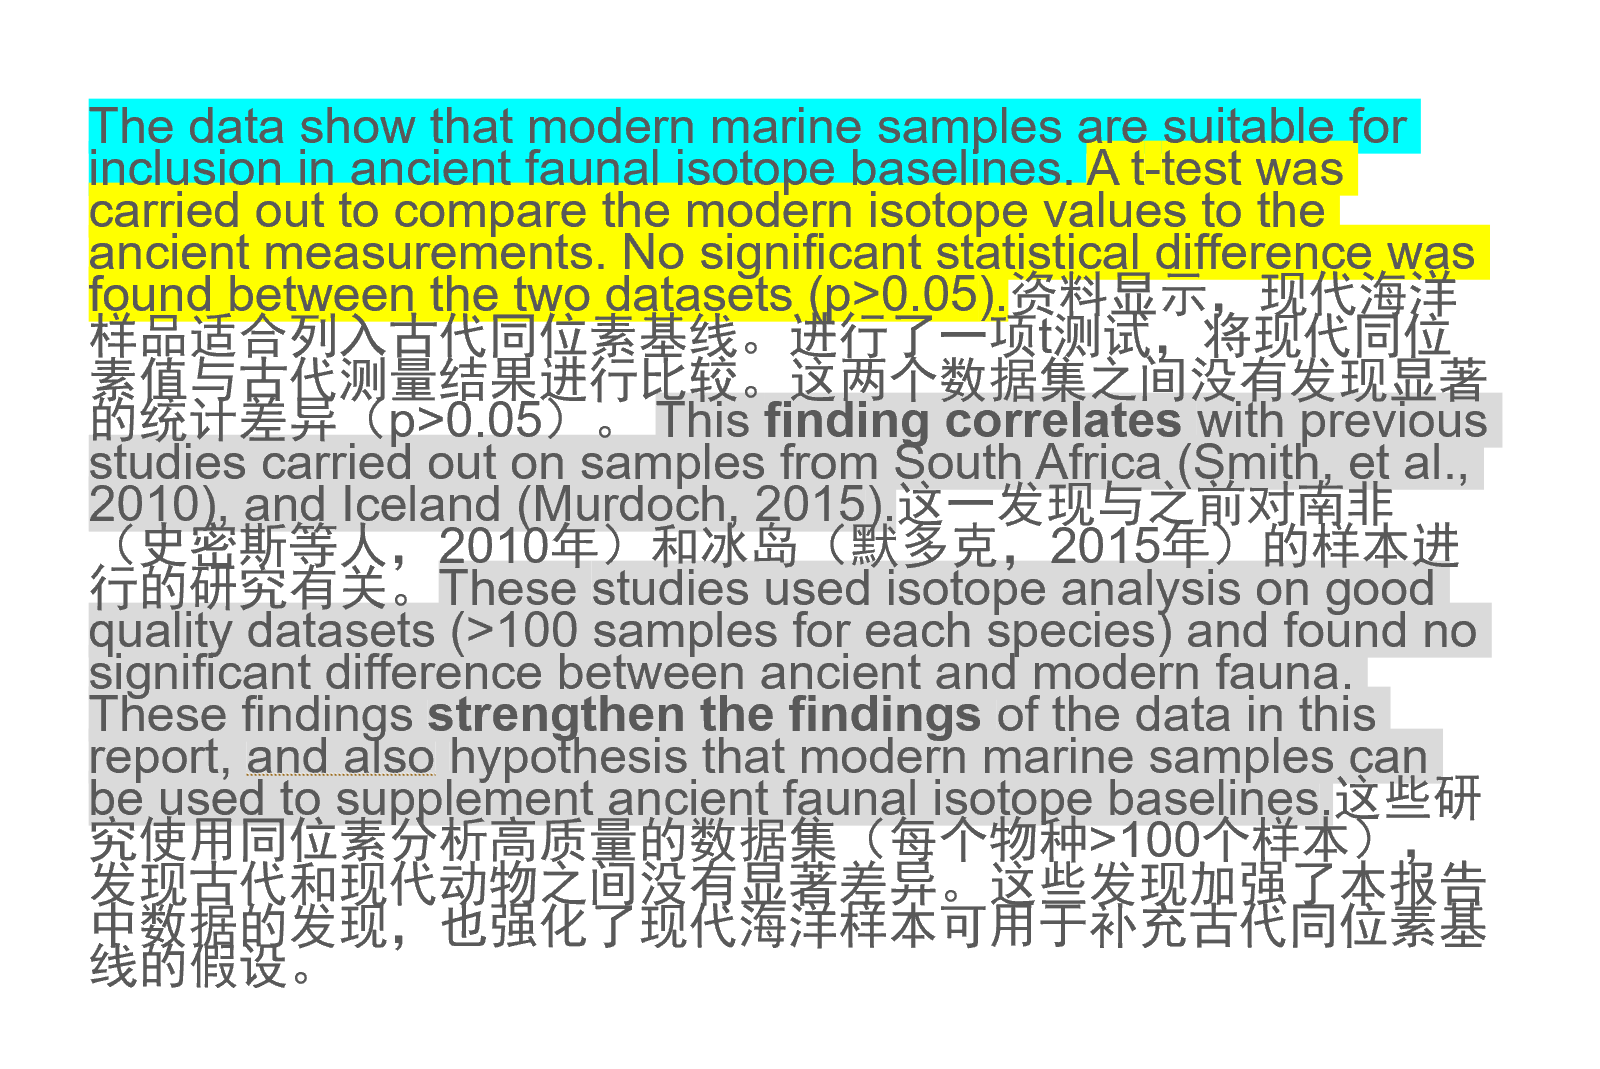 The data show that modern marine samples are suitable for
inclusion in ancient faunal isotope baselines. A t-test was
carried out to compare the modern isotope values to the
ancient measurements. No significant statistical difference was
found between the two datasets (p>0.05).资料显示，现代海洋
样品适合列入古代同位素基线。进行了一项t测试，将现代同位
素值与古代测量结果进行比较。这两个数据集之间没有发现显著
的统计差异（p>0.05）。 This finding correlates with previous
studies carried out on samples from South Africa (Smith, et al.,
2010), and Iceland (Murdoch, 2015).这一发现与之前对南非
（史密斯等人，2010年）和冰岛（默多克，2015年）的样本进
行的研究有关。These studies used isotope analysis on good
quality datasets (>100 samples for each species) and found no
significant difference between ancient and modern fauna.
These findings strengthen the findings of the data in this
report, and also hypothesis that modern marine samples can
be used to supplement ancient faunal isotope baselines.这些研
究使用同位素分析高质量的数据集（每个物种>100个样本），
发现古代和现代动物之间没有显著差异。这些发现加强了本报告
中数据的发现，也强化了现代海洋样本可用于补充古代同位素基
线的假设。